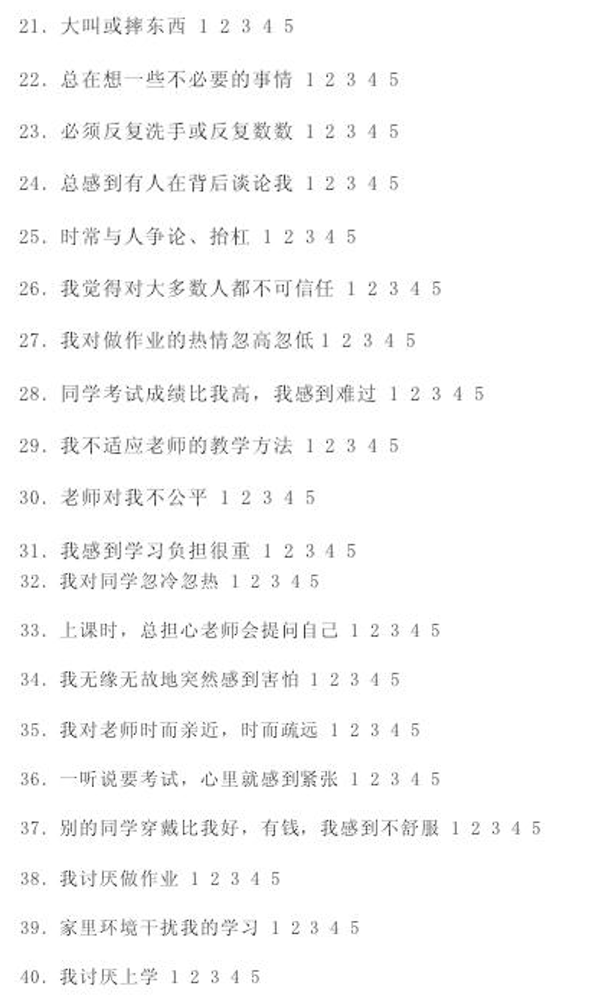 21. 大叫或摔东西 1 2 3 4 5
22. 总在想一些不必要的事情 1 2 3 4 5
23. 必须反复洗手或反复数数 1 2 3 4 5
24. 总感到有人在背后谈论我 1 2 3 4 5
25. 时常与人争论、抬杠 1 2 3 4 5
26. 我觉得对大多数人都不可信任 1 2 3 4 5
27. 我对做作业的热情忽高忽低 1 2 3 4 5
28. 同学考试成绩比我高，我感到难过 1 2 3 4 5
29. 我不适应老师的教学方法 1 2 3 4 5
30. 老师对我不公平 1 2 3 4 5
31. 我感到学习负担很重 1 2 3 4 5
32. 我对同学忽冷忽热 1 2 3 4 5
33. 上课时，总担心老师会提问自己 1 2 3 4 5
34. 我无缘无故地突然感到害怕 1 2 3 4 5
35. 我对老师时而亲近，时而疏远 1 2 3 4 5
36. 一听说要考试，心里就感到紧张 1 2 3 4 5
37. 别的同学穿戴比我好，有钱，我感到不舒服 1 2 3 4 5
38. 我讨厌做作业 1 2 3 4 5
39. 家里环境干扰我的学习 1 2 3 4 5
40. 我讨厌上学 1 2 3 4 5